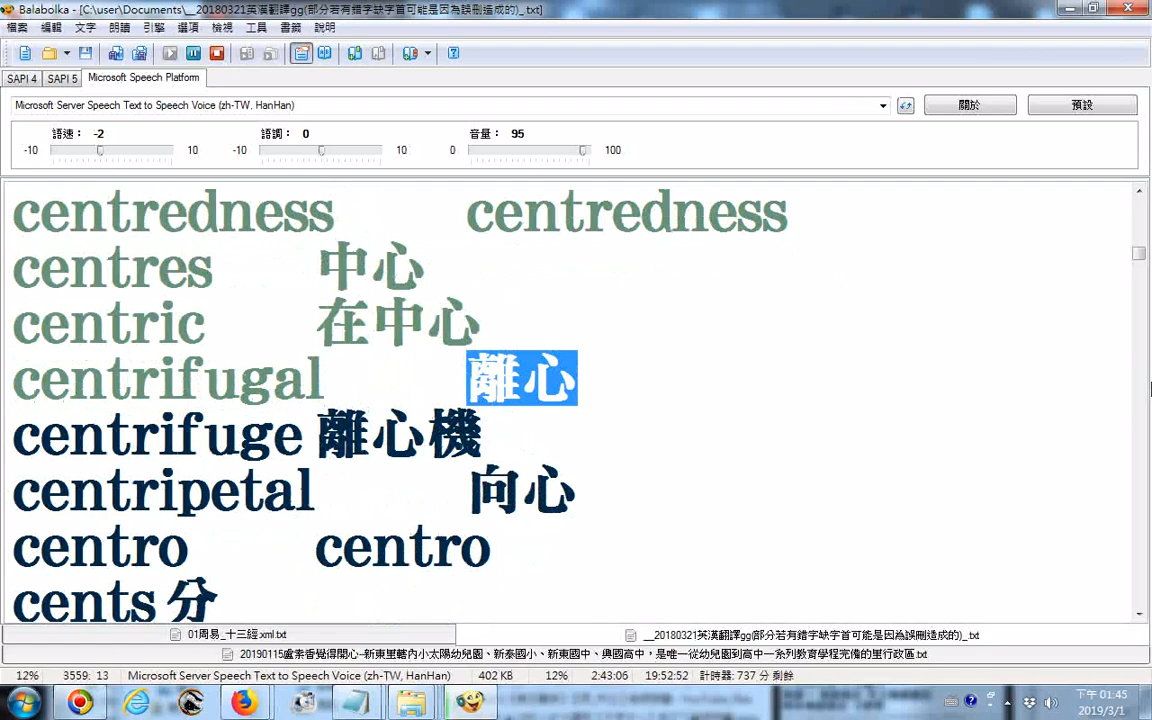 Balabolka - [C:\user\Documents\__20180321英漢翻譯gg(部分若有錯字缺字首可能是因為誤刪造成的)_.txt]
檔案 編輯 文字 朗讀 引擎 選項 檢視 工具 書籤 說明
SAPI 4 SAPI 5 Microsoft Speech Platform
Microsoft Server Speech Text to Speech Voice (zh-TW, HanHan) 關於 預設
語速： -2 語調： 0 音量： 95
-10 10 -10 10 0 100
centredness centredness
centres 中心
centric 在中心
centrifugal 離心
centrifuge 離心機
centripetal 向心
centro centro
cents 分
01周易_十三經.xml.txt __20180321英漢翻譯gg(部分若有錯字缺字首可能是因為誤刪造成的)_.txt
20190115盧素香覺得開心-新東里轄內小太陽幼兒園、新泰國小、新東國中、興國高中，是唯一從幼兒園到高中一系列教育學程完備的里行政區.txt
12% 3559: 13 Microsoft Server Speech Text to Speech Voice (zh-TW, HanHan) 402 KB 12% 2:43:06 19:52:52 計時器: 737 分 剩餘
下午 01:45
2019/3/1